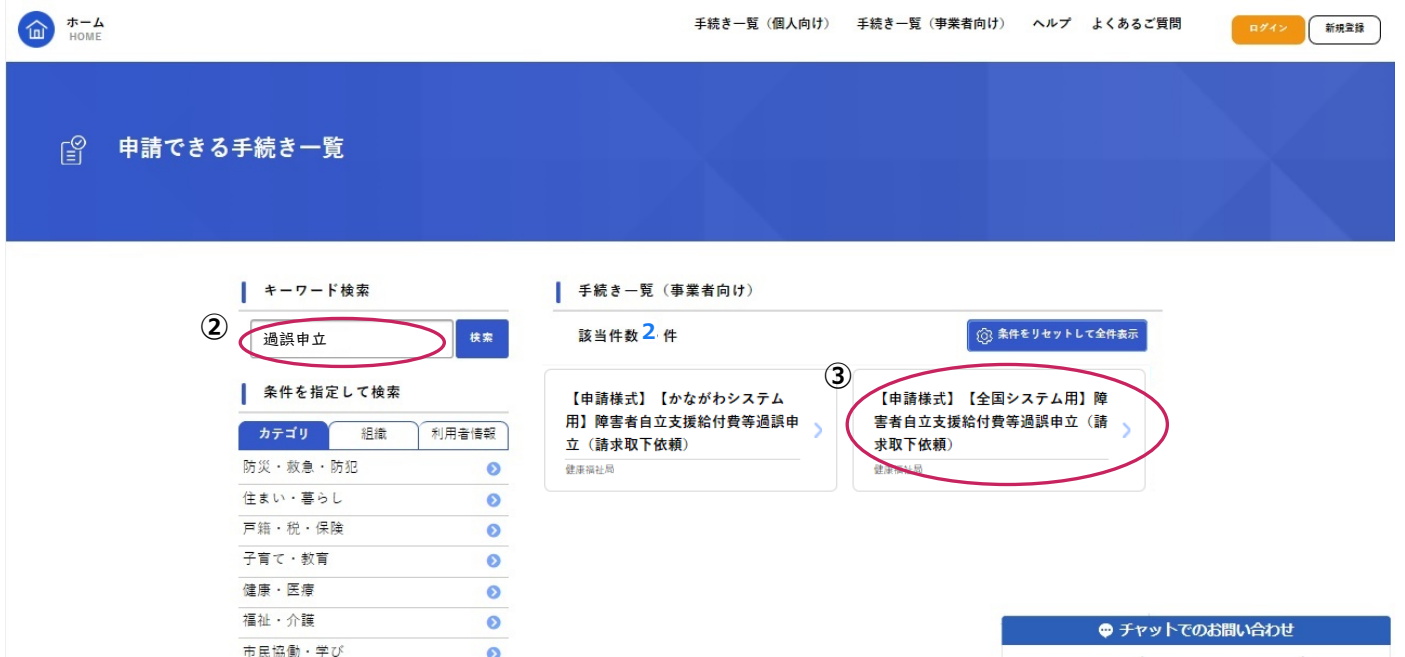 ホーム
HOME
手続き一覧（個人向け） 手続き一覧（事業者向け） ヘルプ よくあるご質問 ログイン 新規登録
申請できる手続き一覧
キーワード検索
② 過誤申立 検索
条件を指定して検索
カテゴリ 組織 利用者情報
防災・救急・防犯
住まい・暮らし
戸籍・税・保険
子育て・教育
健康・医療
福祉・介護
市民協働・学び
手続き一覧（事業者向け）
該当件数 2 件 条件をリセットして全件表示
【申請様式】【かながわシステム
用】障害者自立支援給付費等過誤申
立（請求取下依頼）
健康福祉局
③
【申請様式】【全国システム用】障
害者自立支援給付費等過誤申立（請
求取下依頼）
健康福祉局
チャットでのお問い合わせ